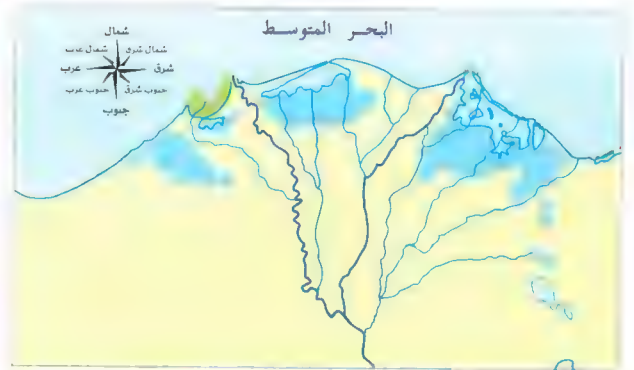 البحر المتوسط
شمال
شمال شرق
شمال غرب
شرق
غرب
جنوب شرق
جنوب غرب
جنوب